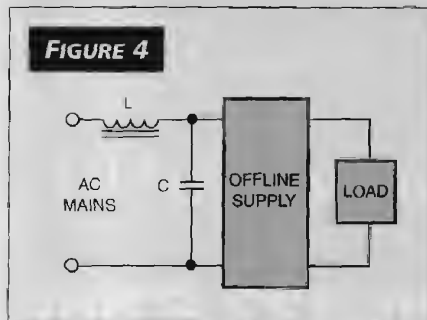 FIGURE 4
L
AC
MAINS
C
OFFLINE
SUPPLY
LOAD